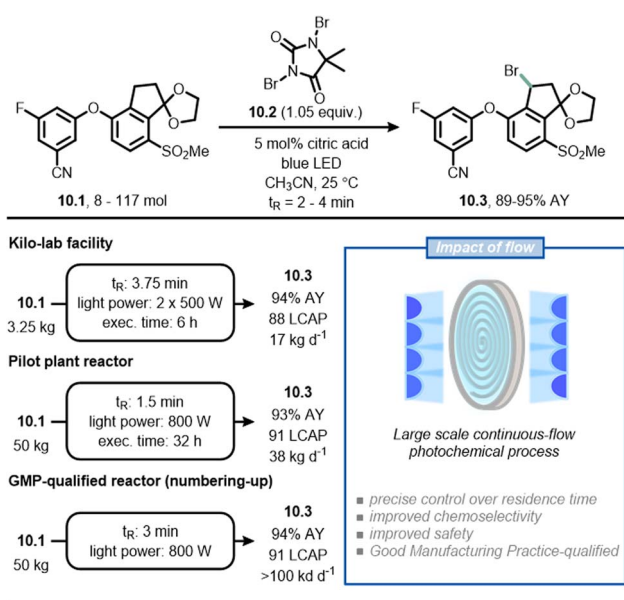 Br
O
N
Br
N
O
10.2 (1.05 equiv.)
5 mol% citric acid
blue LED
CH₃CN, 25 °C
tR = 2 - 4 min
F
O
O
O
SO₂Me
CN
10.1, 8 - 117 mol
Br
F
O
O
O
SO₂Me
CN
10.3, 89-95% AY
Kilo-lab facility
10.1
3.25 kg
tR: 3.75 min
light power: 2 x 500 W
exec. time: 6 h
10.3
94% AY
88 LCAP
17 kg d⁻¹
Pilot plant reactor
10.1
50 kg
tR: 1.5 min
light power: 800 W
exec. time: 32 h
10.3
93% AY
91 LCAP
38 kg d⁻¹
GMP-qualified reactor (numbering-up)
10.1
50 kg
tR: 3 min
light power: 800 W
10.3
94% AY
91 LCAP
>100 kd d⁻¹
Impact of flow
Large scale continuous-flow
photochemical process
▪ precise control over residence time
▪ improved chemoselectivity
▪ improved safety
▪ Good Manufacturing Practice-qualified